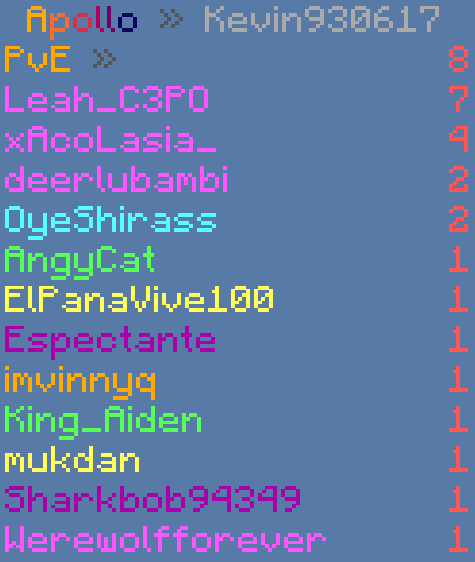 Apollo » Kevin930617
PvE » 8
Leah_C3PO 7
xAcoLasia_ 4
deerlubambi 2
OyeShirass 2
AngyCat 1
ElPanaVive100 1
Espectante 1
imvinnyq 1
King_Aiden 1
mukdan 1
Sharkbob94349 1
Werewolfforever 1